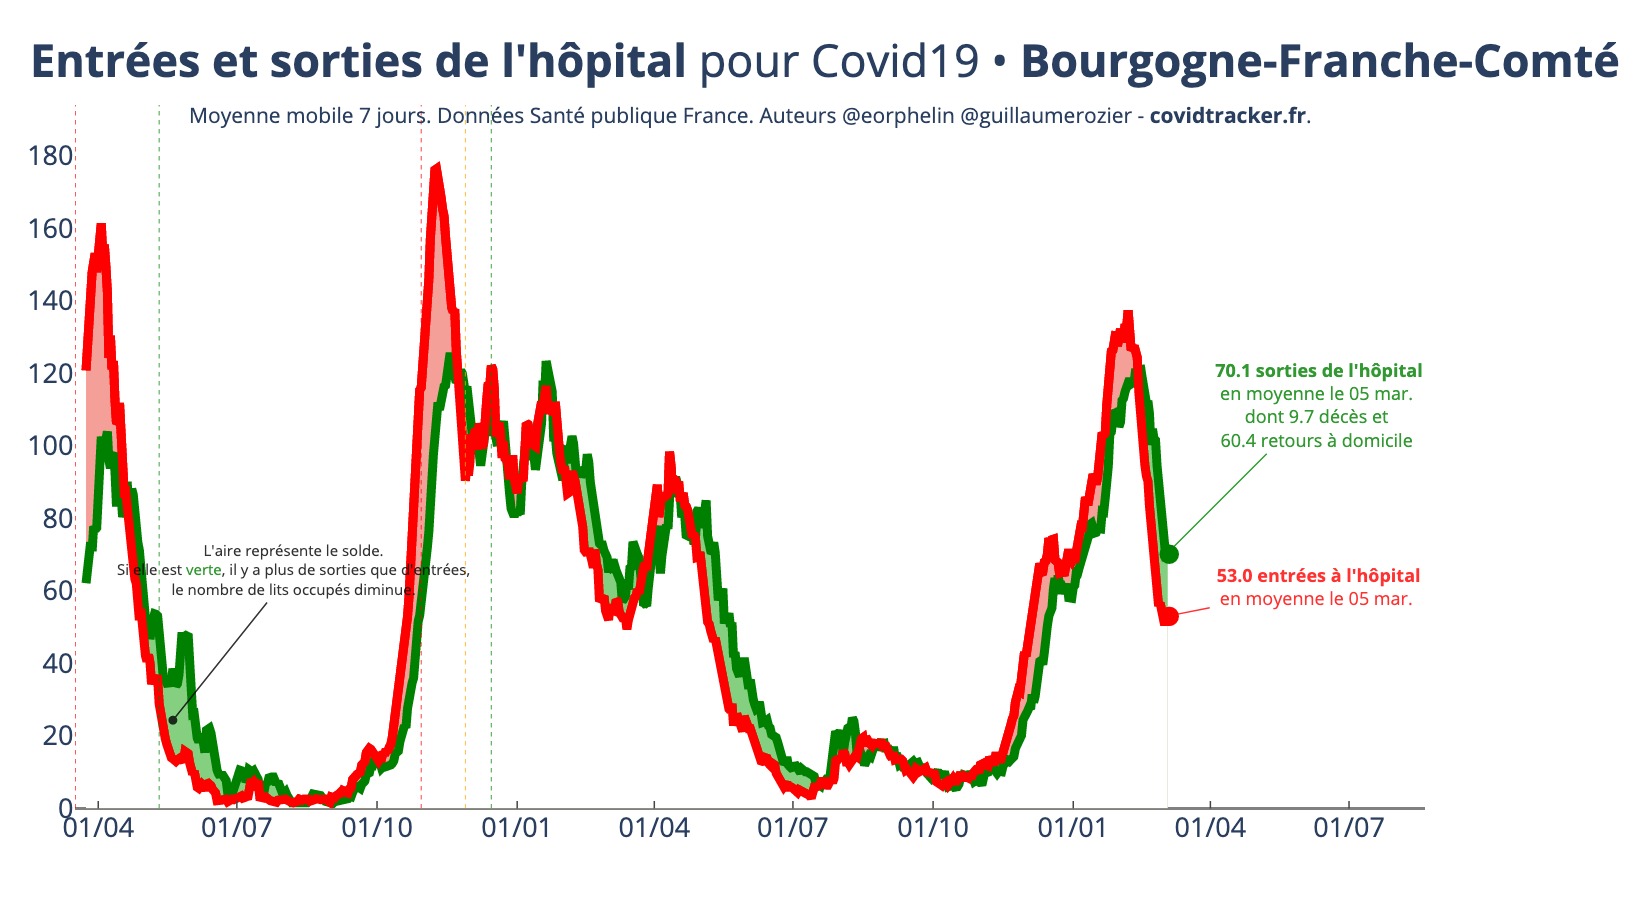 Entrées et sorties de l'hôpital pour Covid19 • Bourgogne-Franche-Comté
Moyenne mobile 7 jours. Données Santé publique France. Auteurs @eorphelin @guillaumerozier - covidtracker.fr.
180
160
140
120
100
80
60
40
20
0
70.1 sorties de l'hôpital
en moyenne le 05 mar.
dont 9.7 décès et
60.4 retours à domicile
L'aire représente le solde.
Si elle est verte, il y a plus de sorties que d'entrées,
le nombre de lits occupés diminue.
53.0 entrées à l'hôpital
en moyenne le 05 mar.
01/04 01/07 01/10 01/01 01/04 01/07 01/10 01/01 01/04 01/07